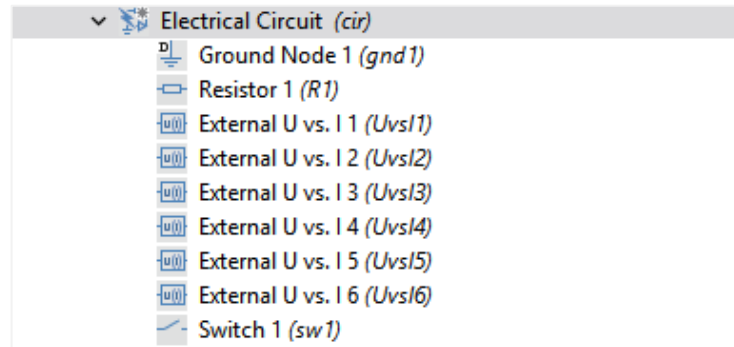 Electrical Circuit (cir)
D Ground Node 1 (gnd1)
Resistor 1 (R1)
u(i) External U vs. I 1 (UvsI1)
u(i) External U vs. I 2 (UvsI2)
u(i) External U vs. I 3 (UvsI3)
u(i) External U vs. I 4 (UvsI4)
u(i) External U vs. I 5 (UvsI5)
u(i) External U vs. I 6 (UvsI6)
Switch 1 (sw1)